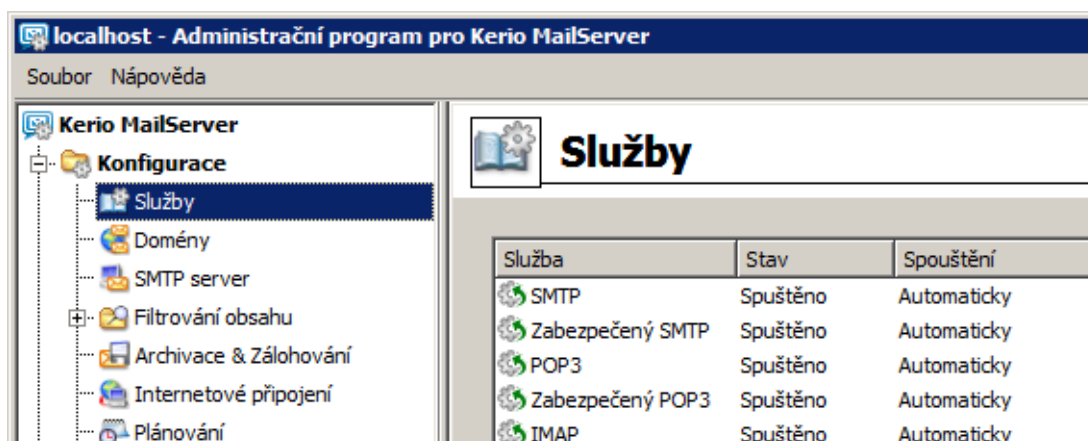 localhost - Administrační program pro Kerio MailServer
Soubor Nápověda
Kerio MailServer
Konfigurace
Služby
Domény
SMTP server
Filtrování obsahu
Archivace & Zálohování
Internetové připojení
Plánování
Služby
Služba Stav Spouštění
SMTP Spuštěno Automaticky
Zabezpečený SMTP Spuštěno Automaticky
POP3 Spuštěno Automaticky
Zabezpečený POP3 Spuštěno Automaticky
IMAP Spuštěno Automaticky